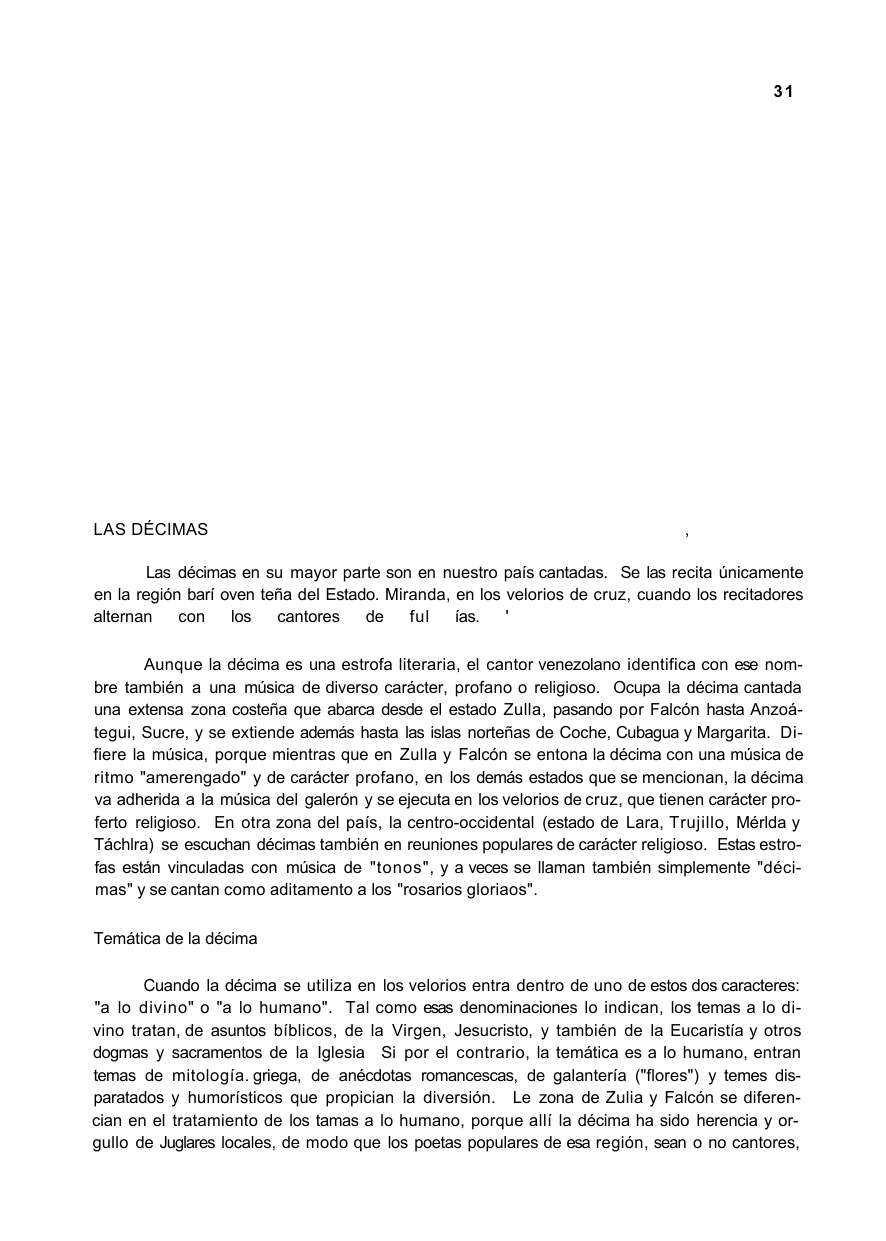 31
LAS DÉCIMAS ,
Las décimas en su mayor parte son en nuestro país cantadas. Se las recita únicamente
en la región barí oven teña del Estado. Miranda, en los velorios de cruz, cuando los recitadores
alternan con los cantores de ful ías. '
Aunque la décima es una estrofa literaria, el cantor venezolano identifica con ese nom-
bre también a una música de diverso carácter, profano o religioso. Ocupa la décima cantada
una extensa zona costeña que abarca desde el estado Zulla, pasando por Falcón hasta Anzoá-
tegui, Sucre, y se extiende además hasta las islas norteñas de Coche, Cubagua y Margarita. Di-
fiere la música, porque mientras que en Zulla y Falcón se entona la décima con una música de
ritmo "amerengado" y de carácter profano, en los demás estados que se mencionan, la décima
va adherida a la música del galerón y se ejecuta en los velorios de cruz, que tienen carácter pro-
ferto religioso. En otra zona del país, la centro-occidental (estado de Lara, Trujillo, Mérlda y
Táchlra) se escuchan décimas también en reuniones populares de carácter religioso. Estas estro-
fas están vinculadas con música de "tonos", y a veces se llaman también simplemente "déci-
mas" y se cantan como aditamento a los "rosarios gloriaos".
Temática de la décima
Cuando la décima se utiliza en los velorios entra dentro de uno de estos dos caracteres:
"a lo divino" o "a lo humano". Tal como esas denominaciones lo indican, los temas a lo di-
vino tratan, de asuntos bíblicos, de la Virgen, Jesucristo, y también de la Eucaristía y otros
dogmas y sacramentos de la Iglesia Si por el contrario, la temática es a lo humano, entran
temas de mitología. griega, de anécdotas romancescas, de galantería ("flores") y temes dis-
paratados y humorísticos que propician la diversión. Le zona de Zulia y Falcón se diferen-
cian en el tratamiento de los tamas a lo humano, porque allí la décima ha sido herencia y or-
gullo de Juglares locales, de modo que los poetas populares de esa región, sean o no cantores,